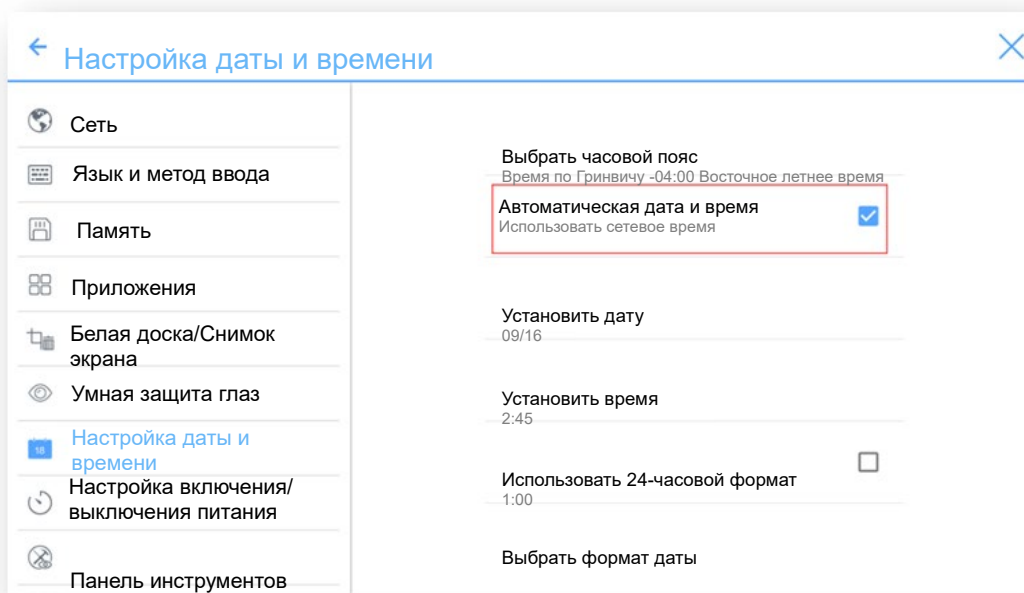 Настройка даты и времени
Сеть
Язык и метод ввода
Память
Приложения
Белая доска/Снимок
экрана
Умная защита глаз
18
Настройка даты и
времени
Настройка включения/
выключения питания
Панель инструментов
Выбрать часовой пояс
Время по Гринвичу -04:00 Восточное летнее время
Автоматическая дата и время
Использовать сетевое время
Установить дату
09/16
Установить время
2:45
Использовать 24-часовой формат
1:00
Выбрать формат даты